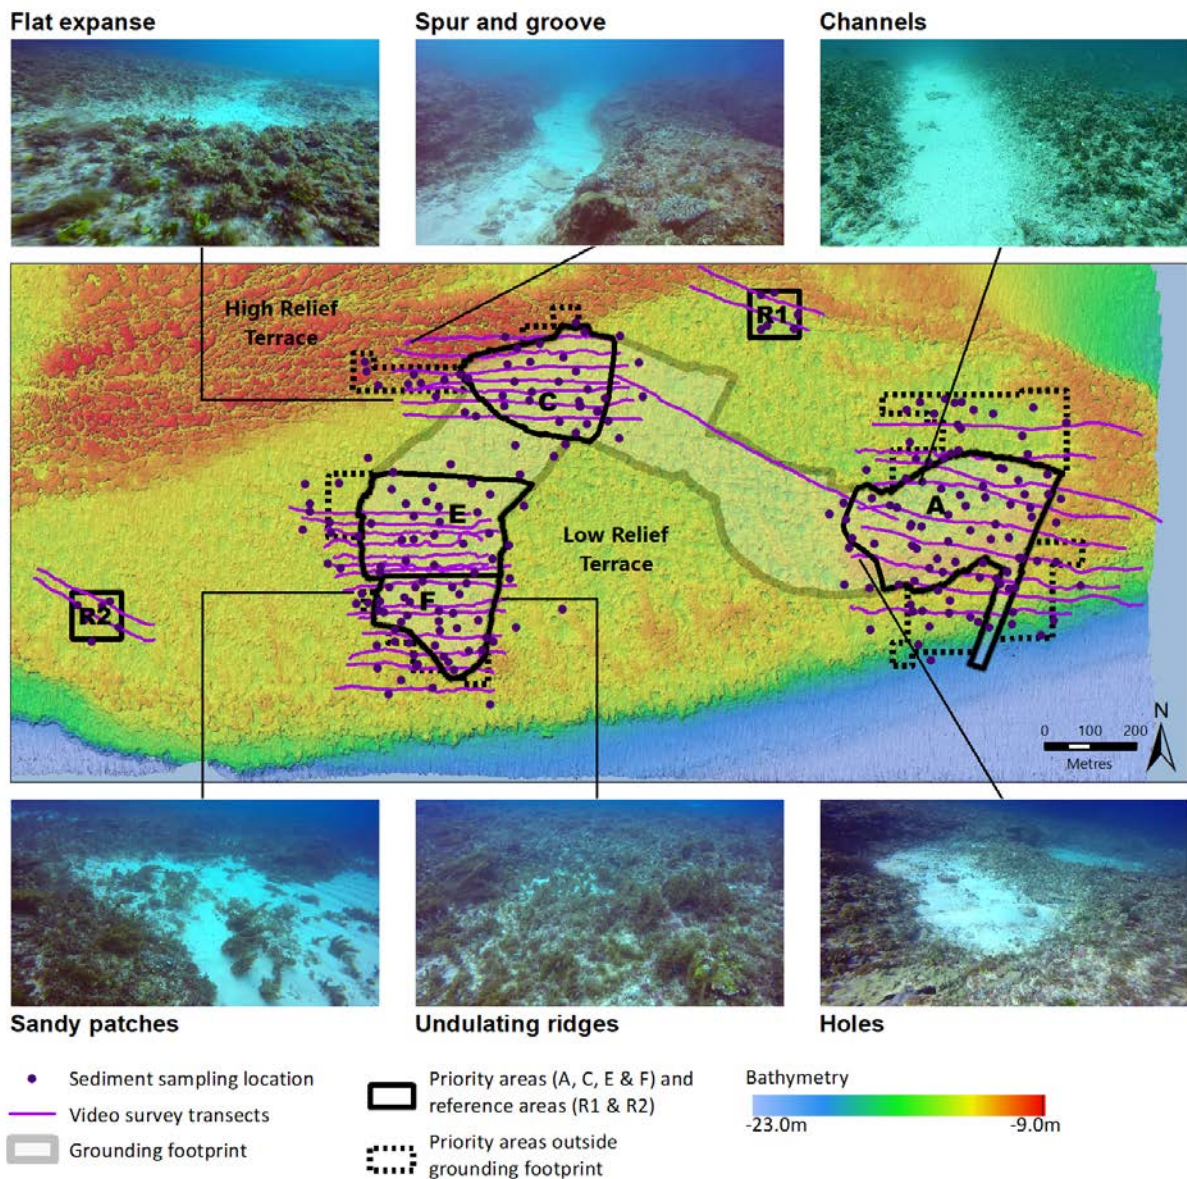 Flat expanse
Spur and groove
Channels
High Relief
Terrace
R1
C
A
E
Low Relief
Terrace
F
R2
N
0 100 200
Metres
Sandy patches
Undulating ridges
Holes
Sediment sampling location
Video survey transects
Grounding footprint
Priority areas (A, C, E & F) and
reference areas (R1 & R2)
Priority areas outside
grounding footprint
Bathymetry
-23.0m
-9.0m